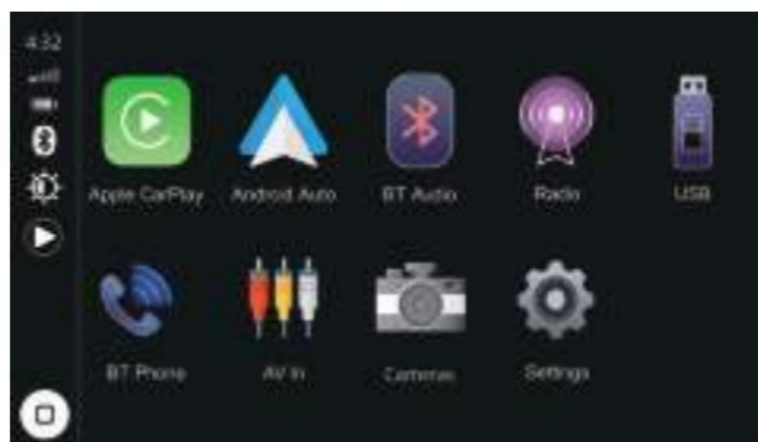 4:32
Apple CarPlay
Android Auto
BT Audio
Radio
USB
BT Phone
AV In
Cameras
Settings